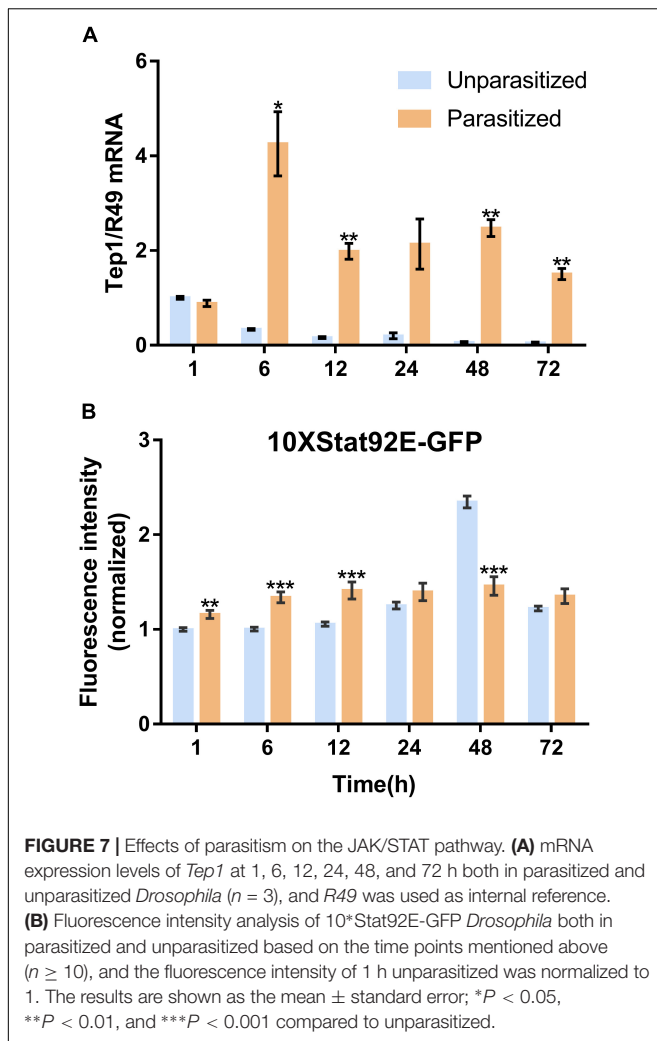 A
Unparasitized
Parasitized
Tep1/R49 mRNA
6
4
2
0
*
**
**
**
1 6 12 24 48 72
B
10XStat92E-GFP
Fluorescence intensity
(normalized)
3
2
1
0
**
***
***
***
1 6 12 24 48 72
Time(h)
FIGURE 7 | Effects of parasitism on the JAK/STAT pathway. (A) mRNA
expression levels of Tep1 at 1, 6, 12, 24, 48, and 72 h both in parasitized and
unparasitized Drosophila (n = 3), and R49 was used as internal reference.
(B) Fluorescence intensity analysis of 10*Stat92E-GFP Drosophila both in
parasitized and unparasitized based on the time points mentioned above
(n ≥ 10), and the fluorescence intensity of 1 h unparasitized was normalized to
1. The results are shown as the mean ± standard error; *P < 0.05,
**P < 0.01, and ***P < 0.001 compared to unparasitized.